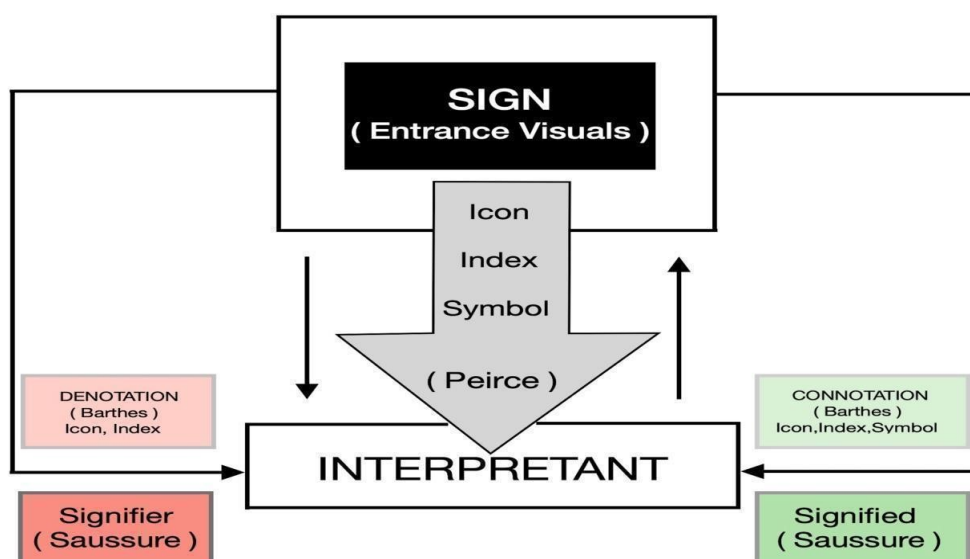 SIGN
( Entrance Visuals )
Icon
Index
Symbol
( Peirce )
DENOTATION
( Barthes )
Icon, Index
CONNOTATION
( Barthes )
Icon,Index,Symbol
INTERPRETANT
Signifier
( Saussure )
Signified
( Saussure )